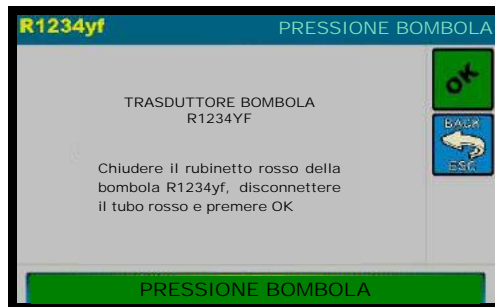 R1234yf
PRESSIONE BOMBOLA
OK
TRASDUTTORE BOMBOLA
R1234YF
BACK
ESC
Chiudere il rubinetto rosso della
bombola R1234yf, disconnettere
il tubo rosso e premere OK
PRESSIONE BOMBOLA